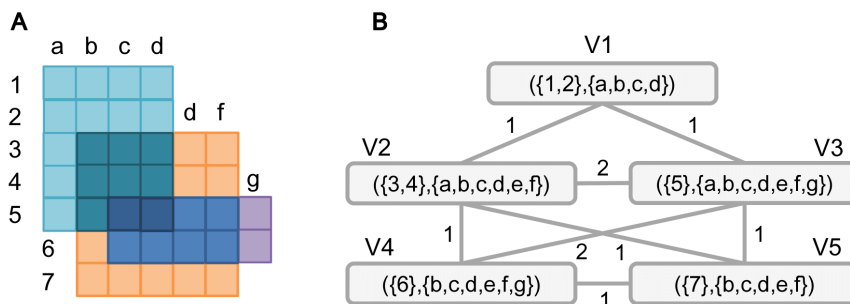 A
B
a b c d
V1
1
({1,2},{a,b,c,d})
2
d f
1 1
3
V2 V3
4
g
({3,4},{a,b,c,d,e,f})
2
({5},{a,b,c,d,e,f,g})
5
6
1 2 1 1
V4 V5
7
({6},{b,c,d,e,f,g})
1
({7},{b,c,d,e,f})